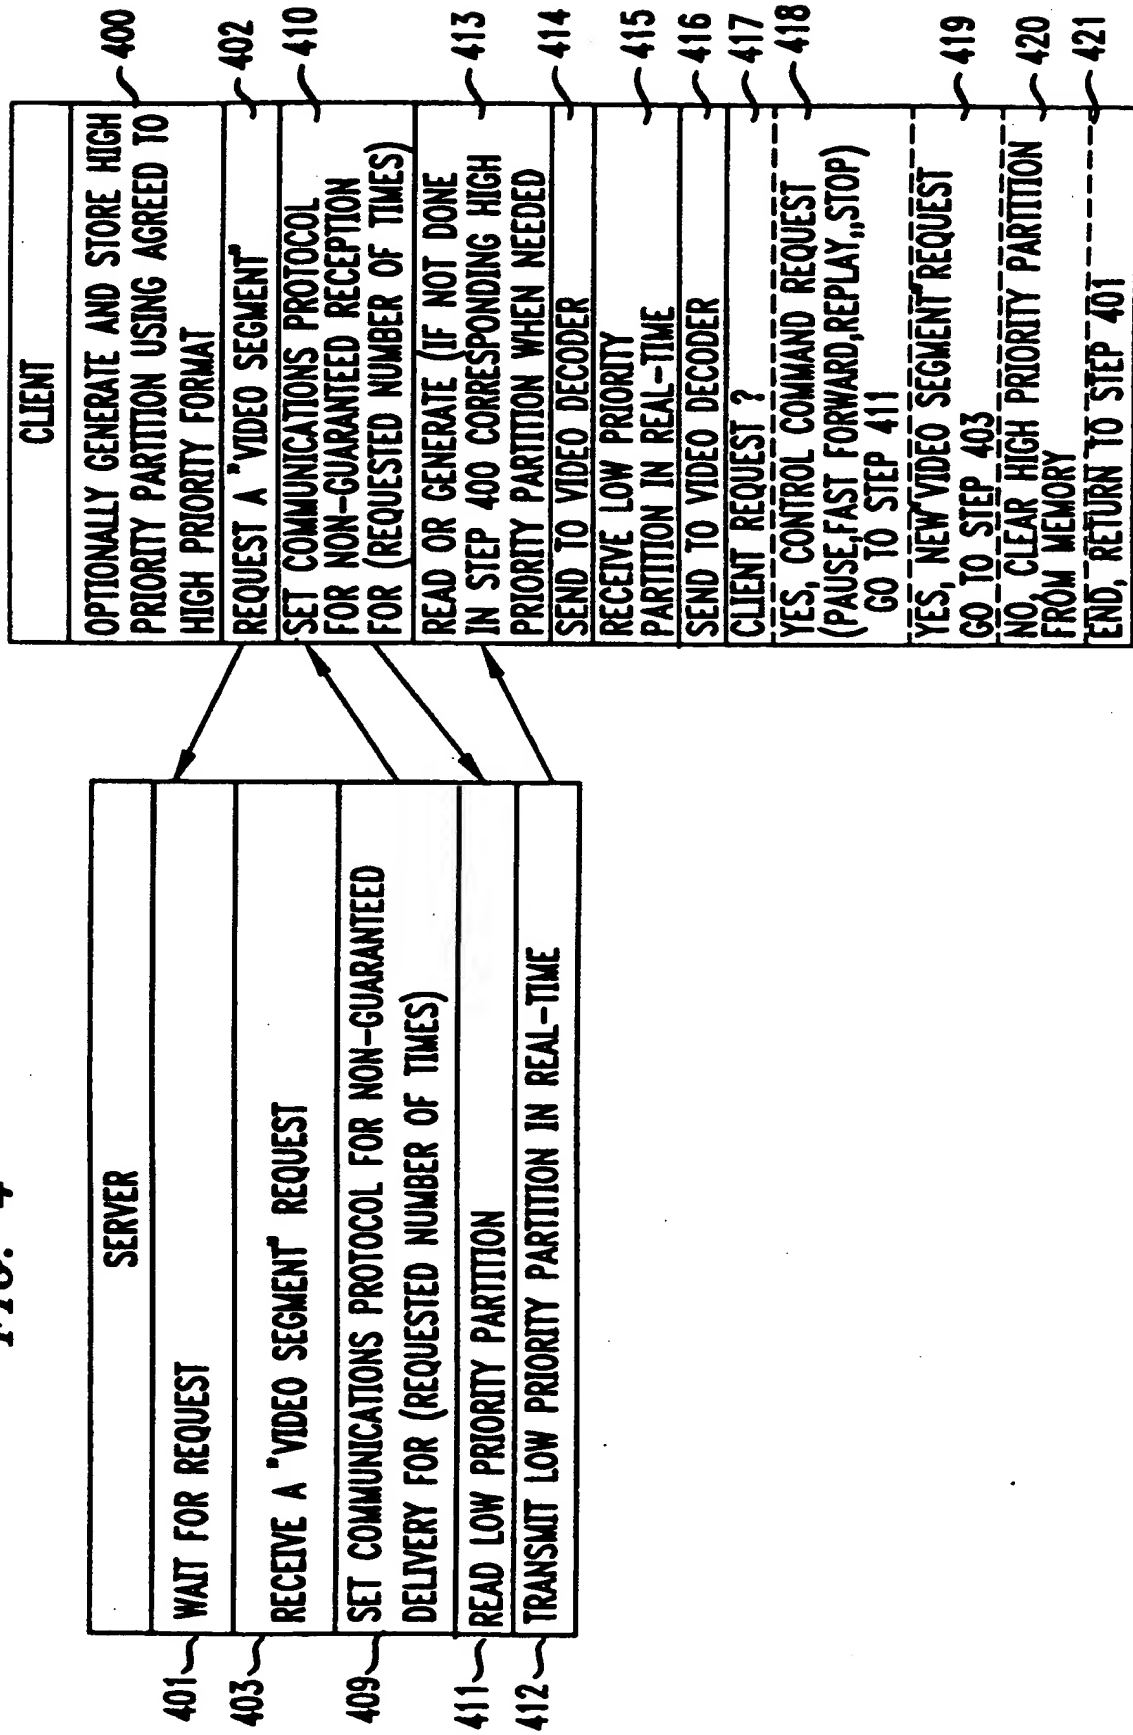 FIG. 4
SERVER
401 WAIT FOR REQUEST
403 RECEIVE A "VIDEO SEGMENT" REQUEST
409 SET COMMUNICATIONS PROTOCOL FOR NON-GUARANTEED
DELIVERY FOR (REQUESTED NUMBER OF TIMES)
411 READ LOW PRIORITY PARTITION
412 TRANSMIT LOW PRIORITY PARTITION IN REAL-TIME
CLIENT
OPTIONALLY GENERATE AND STORE HIGH 400
PRIORITY PARTITION USING AGREED TO
HIGH PRIORITY FORMAT
REQUEST A "VIDEO SEGMENT" 402
SET COMMUNICATIONS PROTOCOL 410
FOR NON-GUARANTEED RECEPTION
FOR (REQUESTED NUMBER OF TIMES)
READ OR GENERATE (IF NOT DONE 413
IN STEP 400 CORRESPONDING HIGH
PRIORITY PARTITION WHEN NEEDED
SEND TO VIDEO DECODER 414
RECEIVE LOW PRIORITY 415
PARTITION IN REAL-TIME
SEND TO VIDEO DECODER 416
CLIENT REQUEST ? 417
YES, CONTROL COMMAND REQUEST 418
(PAUSE,FAST FORWARD,REPLAY,,STOP)
GO TO STEP 411
YES, NEW"VIDEO SEGMENT"REQUEST 419
GO TO STEP 403
NO, CLEAR HIGH PRIORITY PARTITION 420
FROM MEMORY
END, RETURN TO STEP 401 421